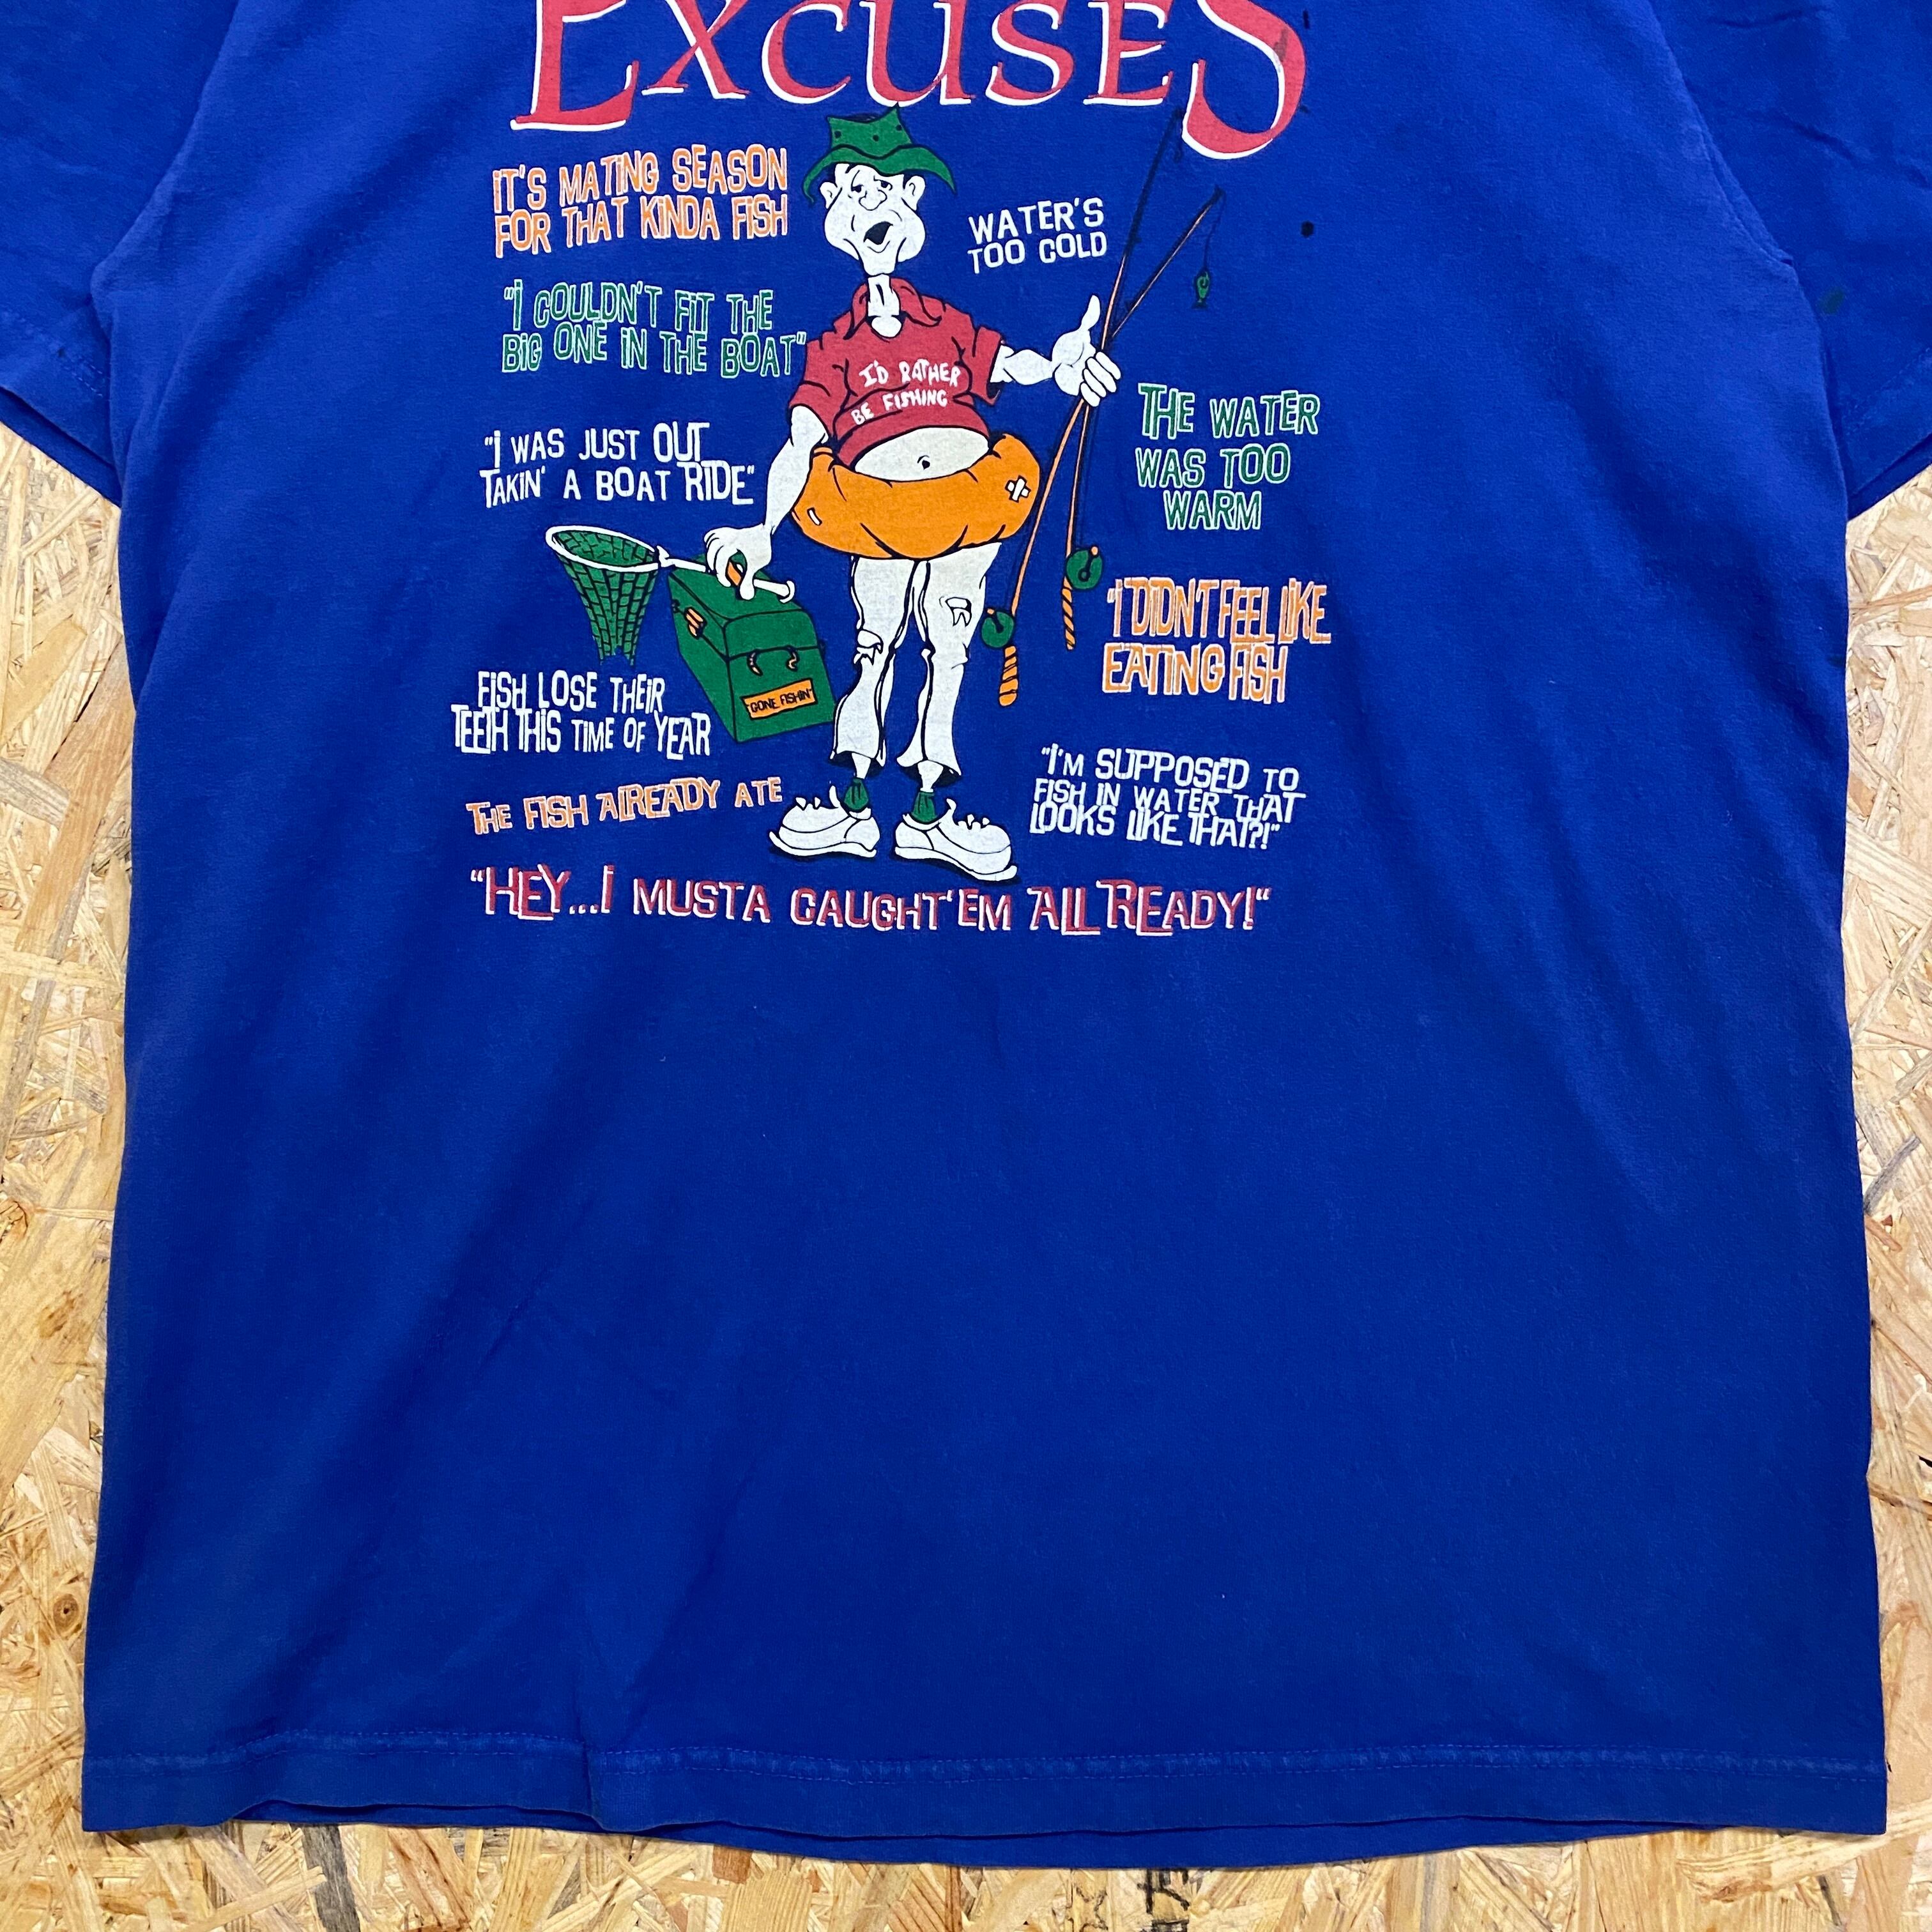 EXCUSES
IT'S MATING SEASON
FOR THAT KINDA FISH
WATER'S
TOO COLD
"I COULDN'T FIT THE
BIG ONE IN THE BOAT"
I'D RATHER
BE FISHING
"I WAS JUST OUT
TAKIN' A BOAT RIDE"
THE WATER
WAS TOO
WARM
"I DIDN'T FEEL LIKE
EATING FISH
FISH LOSE THEIR
TEETH THIS TIME OF YEAR
"GONE FISHIN"
THE FISH ALREADY ATE
"I'M SUPPOSED TO
FISH IN WATER THAT
LOOKS LIKE THAT?!"
"HEY...I MUSTA CAUGHT 'EM ALL READY!"